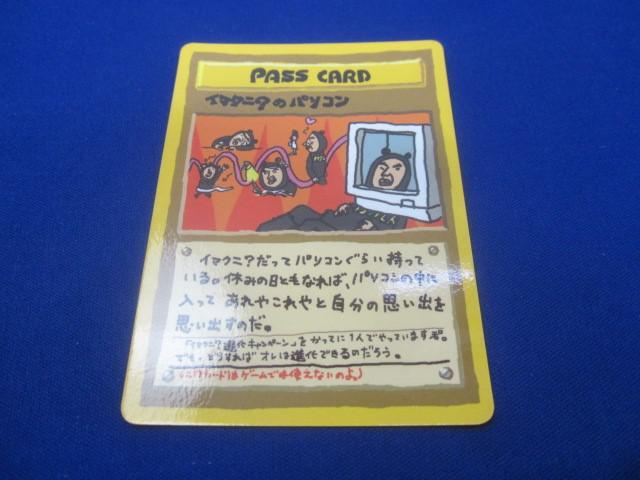 PASS CARD
イマクニ?のパソコン
イマクニ?だってパソコンぐらい持って
いる。休みの日ともなれば、パソコンの中に
入って あれやこれやと自分の思い出を
思い出すのだ。
「イマクニ?進化キャンペーン」を かってに1人でやっていますぞ。
でも、どうすれば オレは進化できるのだろう。
(このカードはゲームでは使えないのよ。)